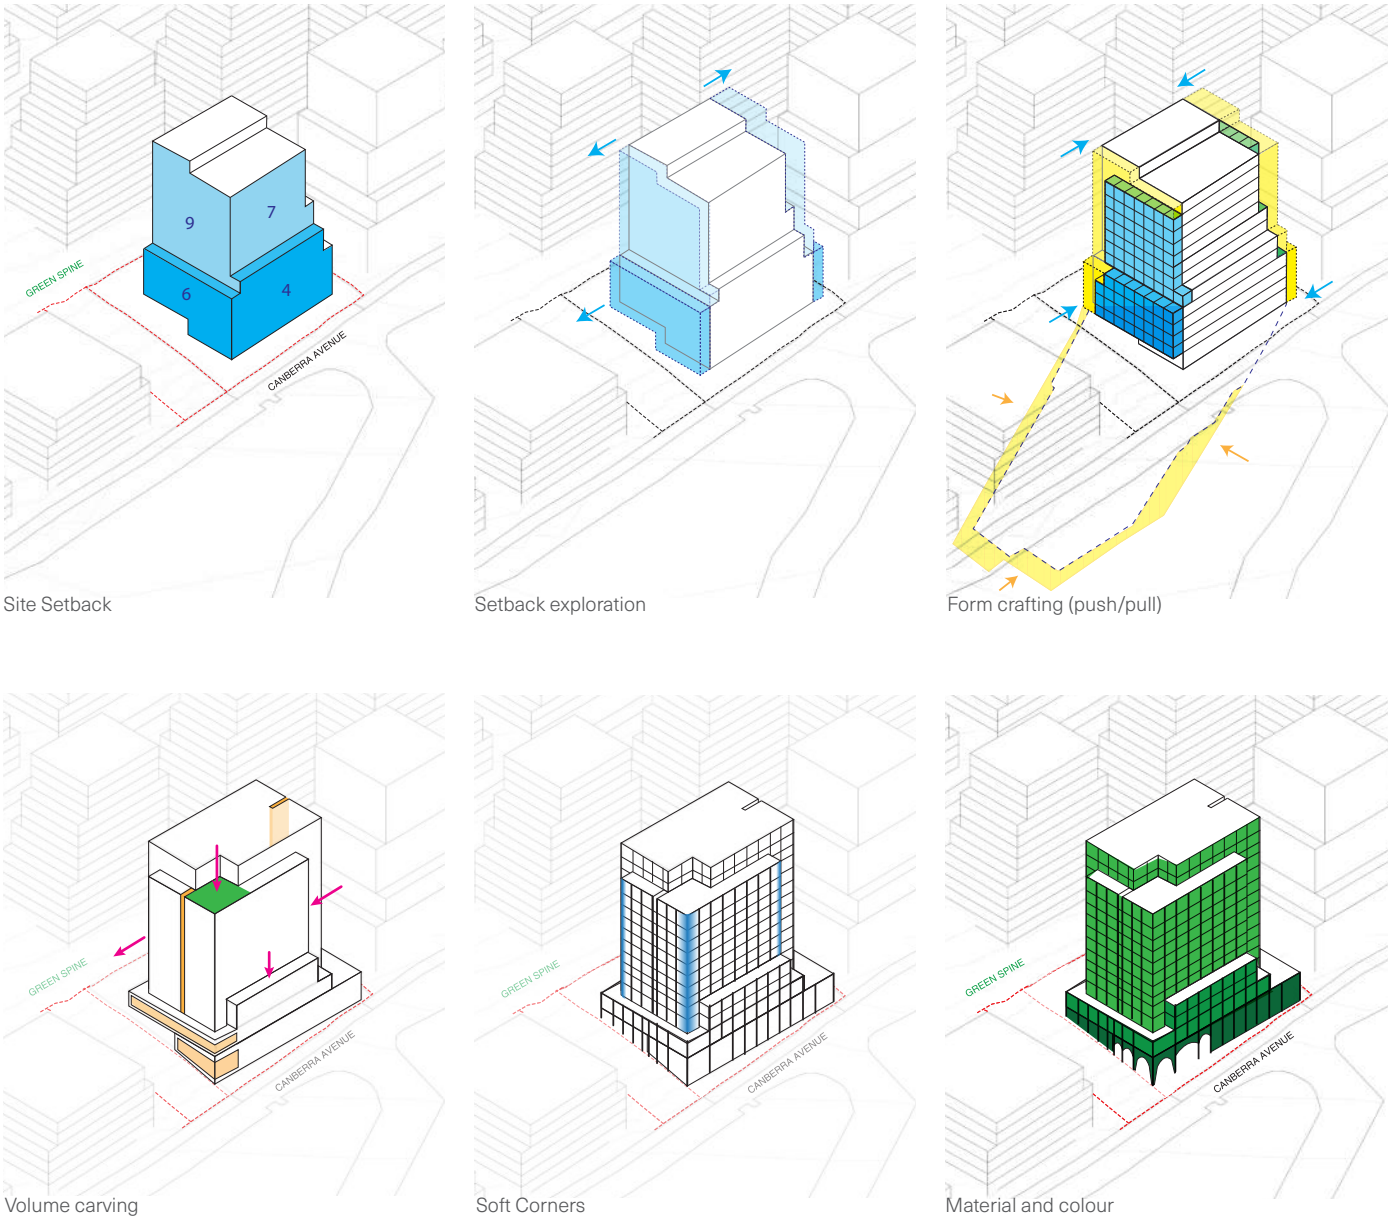 9
7
6
4
GREEN SPINE
CANBERRA AVENUE
Site Setback
Setback exploration
Form crafting (push/pull)
GREEN SPINE
CANBERRA AVENUE
Volume carving
GREEN SPINE
CANBERRA AVENUE
Soft Corners
GREEN SPINE
CANBERRA AVENUE
Material and colour